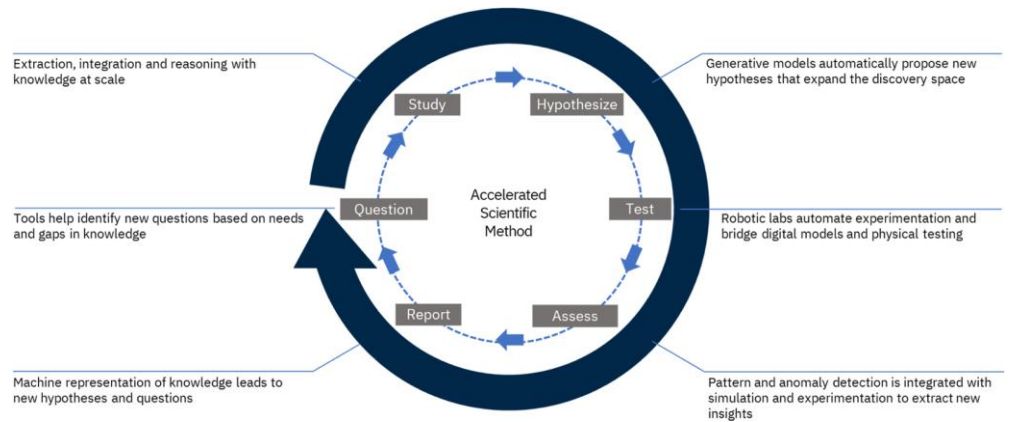 Extraction, integration and reasoning with
knowledge at scale
Generative models automatically propose new
hypotheses that expand the discovery space
Study
Hypothesize
Tools help identify new questions based on needs
and gaps in knowledge
Question
Accelerated
Scientific
Method
Test
Robotic labs automate experimentation and
bridge digital models and physical testing
Report
Assess
Machine representation of knowledge leads to
new hypotheses and questions
Pattern and anomaly detection is integrated with
simulation and experimentation to extract new
insights